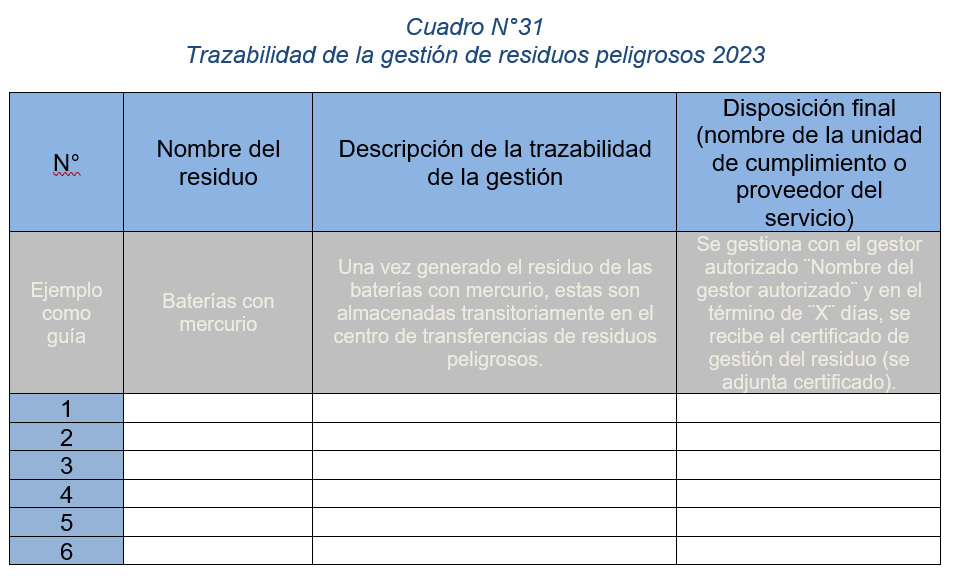 Cuadro N°31
Trazabilidad de la gestión de residuos peligrosos 2023
N°
Nombre del
residuo
Descripción de la trazabilidad
de la gestión
Disposición final
(nombre de la unidad
de cumplimiento o
proveedor del
servicio)
Ejemplo
como
guía
Baterías con
mercurio
Una vez generado el residuo de las
baterías con mercurio, estas son
almacenadas transitoriamente en el
centro de transferencias de residuos
peligrosos.
Se gestiona con el gestor
autorizado ¨Nombre del
gestor autorizado¨ y en el
término de ¨X¨ días, se
recibe el certificado de
gestión del residuo (se
adjunta certificado).
1
2
3
4
5
6